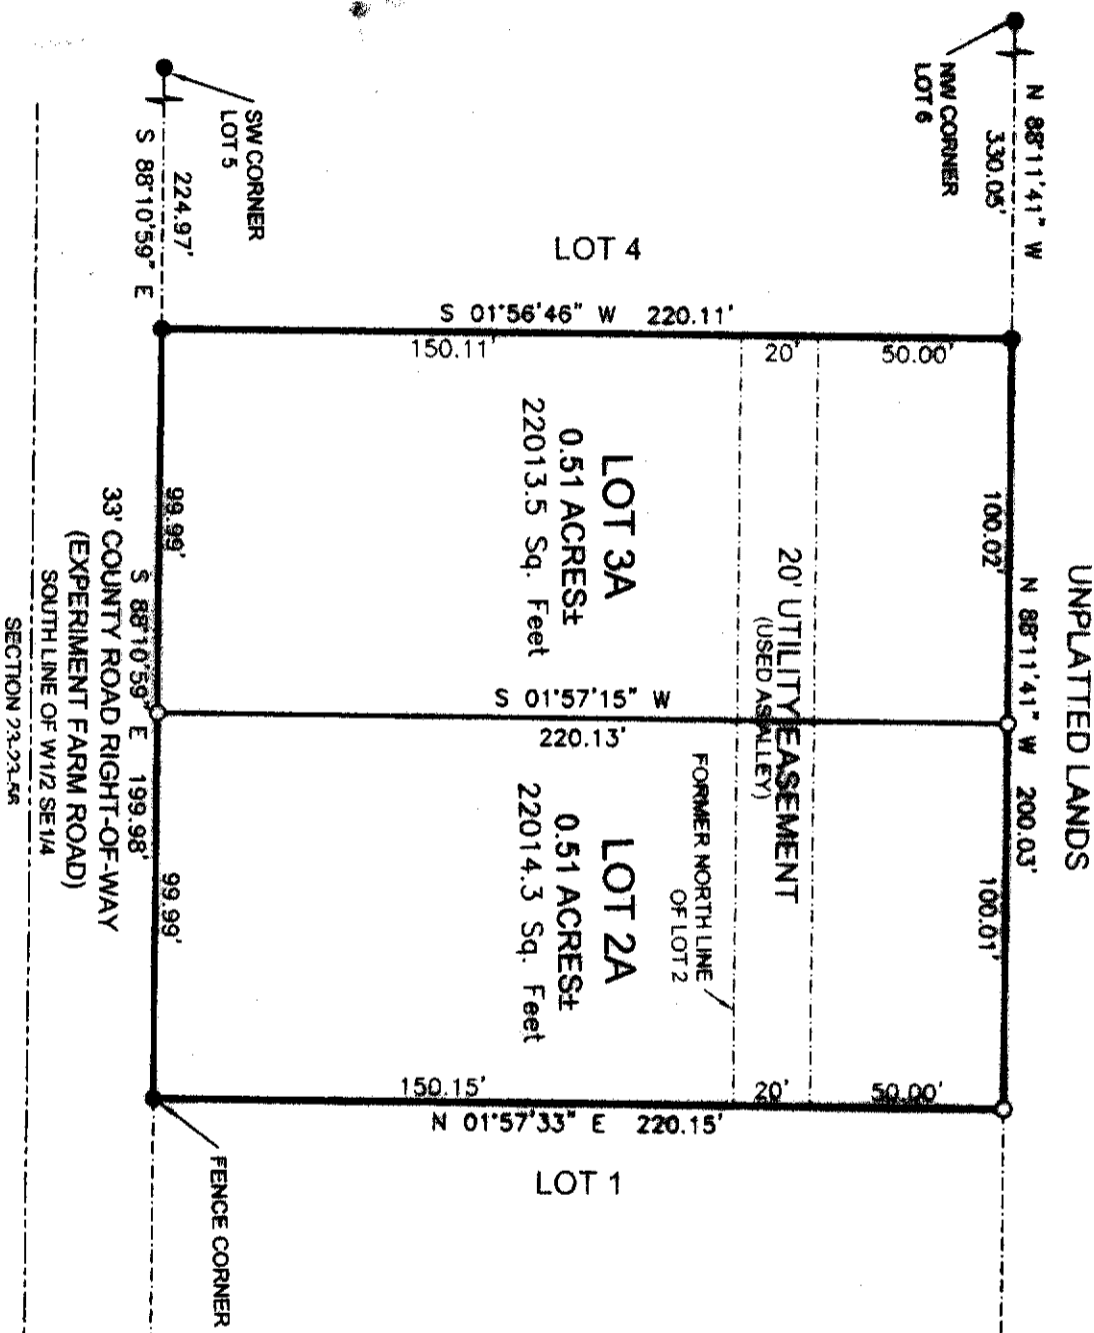 UNPLATTED LANDS
N 88°11'41" W
330.05'
NW CORNER
LOT 6
N 88°11'41" W 200.03'
100.02'
100.01'
LOT 4
S 01°56'46" W 220.11'
150.11'
20'
50.00'
20' UTILITY EASEMENT
(USED AS ALLEY)
FORMER NORTH LINE
OF LOT 2
LOT 3A
0.51 ACRES±
22013.5 Sq. Feet
S 01°57'15" W
220.13'
LOT 2A
0.51 ACRES±
22014.3 Sq. Feet
150.15'
20'
50.00'
N 01°57'33" E 220.15'
LOT 1
SW CORNER
LOT 5
224.97'
S 88°10'59" E
99.99'
99.99'
S 88°10'59" E 199.98'
FENCE CORNER
33' COUNTY ROAD RIGHT-OF-WAY
(EXPERIMENT FARM ROAD)
SOUTH LINE OF W1/2 SE1/4
SECTION 23-23-56